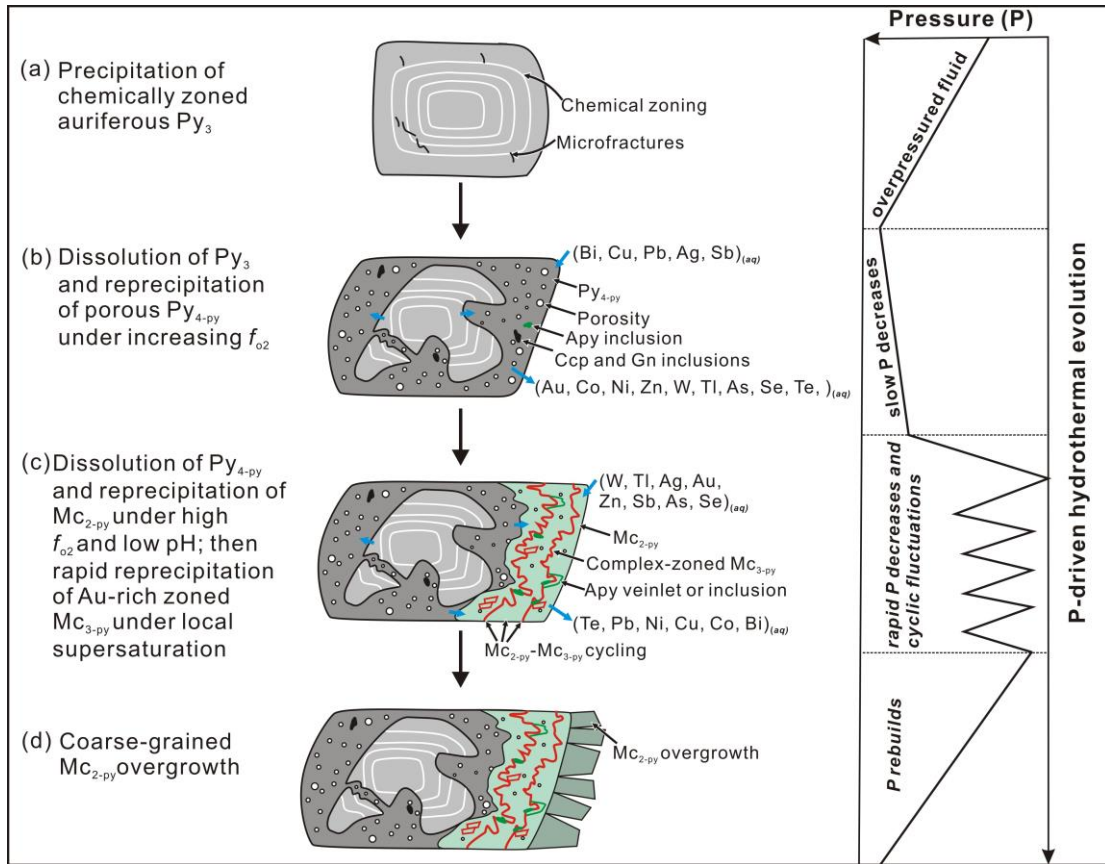 Pressure (P)
(a) Precipitation of
chemically zoned
auriferous Py3
Chemical zoning
Microfractures
overpressured fluid
(b) Dissolution of Py3
and reprecipitation
of porous Py4-py
under increasing fo2
(Bi, Cu, Pb, Ag, Sb)(aq)
Py4-py
Porosity
Apy inclusion
Ccp and Gn inclusions
(Au, Co, Ni, Zn, W, Tl, As, Se, Te, )(aq)
slow P decreases
(c) Dissolution of Py4-py
and reprecipitation of
Mc2-py under high
fo2 and low pH; then
rapid reprecipitation
of Au-rich zoned
Mc3-py under local
supersaturation
(W, Tl, Ag, Au,
Zn, Sb, As, Se)(aq)
Mc2-py
Complex-zoned Mc3-py
Apy veinlet or inclusion
(Te, Pb, Ni, Cu, Co, Bi)(aq)
Mc2-py-Mc3-py cycling
rapid P decreases and
cyclic fluctuations
(d) Coarse-grained
Mc2-py overgrowth
Mc2-py overgrowth
P rebuilds
P-driven hydrothermal evolution